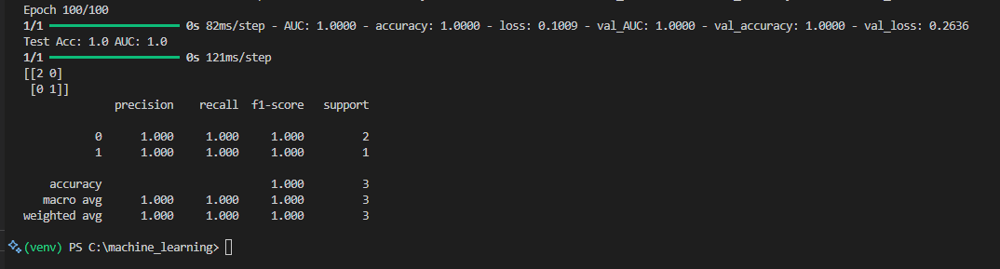 Epoch 100/100
1/1 0s 82ms/step - AUC: 1.0000 - accuracy: 1.0000 - loss: 0.1009 - val_AUC: 1.0000 - val_accuracy: 1.0000 - val_loss: 0.2636
Test Acc: 1.0 AUC: 1.0
1/1 0s 121ms/step
[[2 0]
 [0 1]]
precision recall f1-score support
0 1.000 1.000 1.000 2
1 1.000 1.000 1.000 1
accuracy 1.000 3
macro avg 1.000 1.000 1.000 3
weighted avg 1.000 1.000 1.000 3
(venv) PS C:\machine_learning>